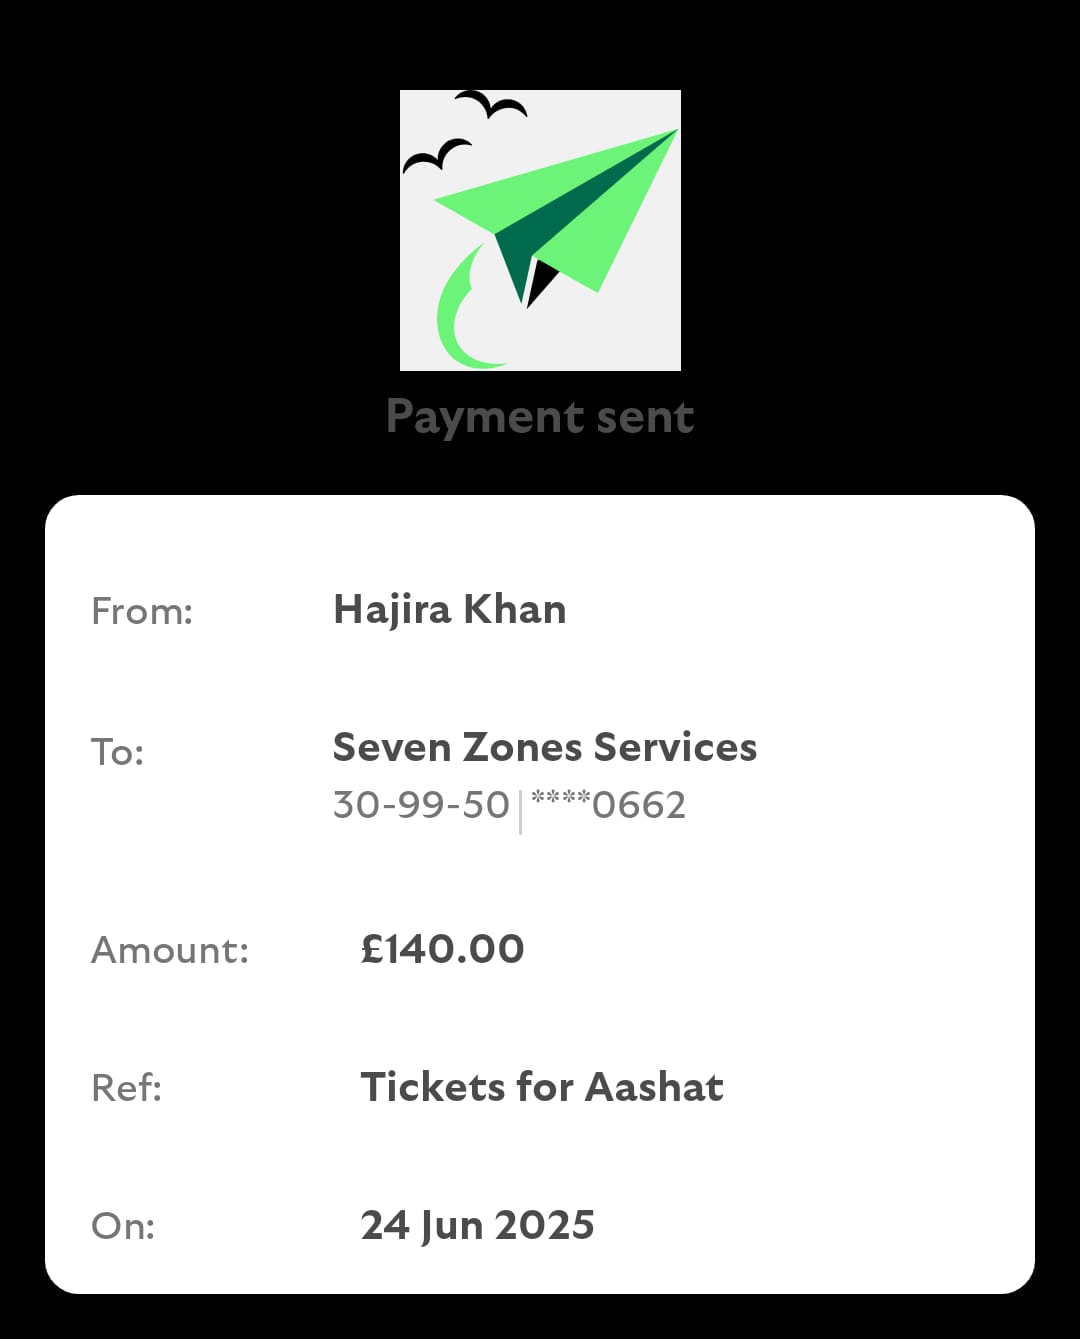 Payment sent
From: Hajira Khan
To: Seven Zones Services
30-99-50 | ****0662
Amount: £140.00
Ref: Tickets for Aashat
On: 24 Jun 2025